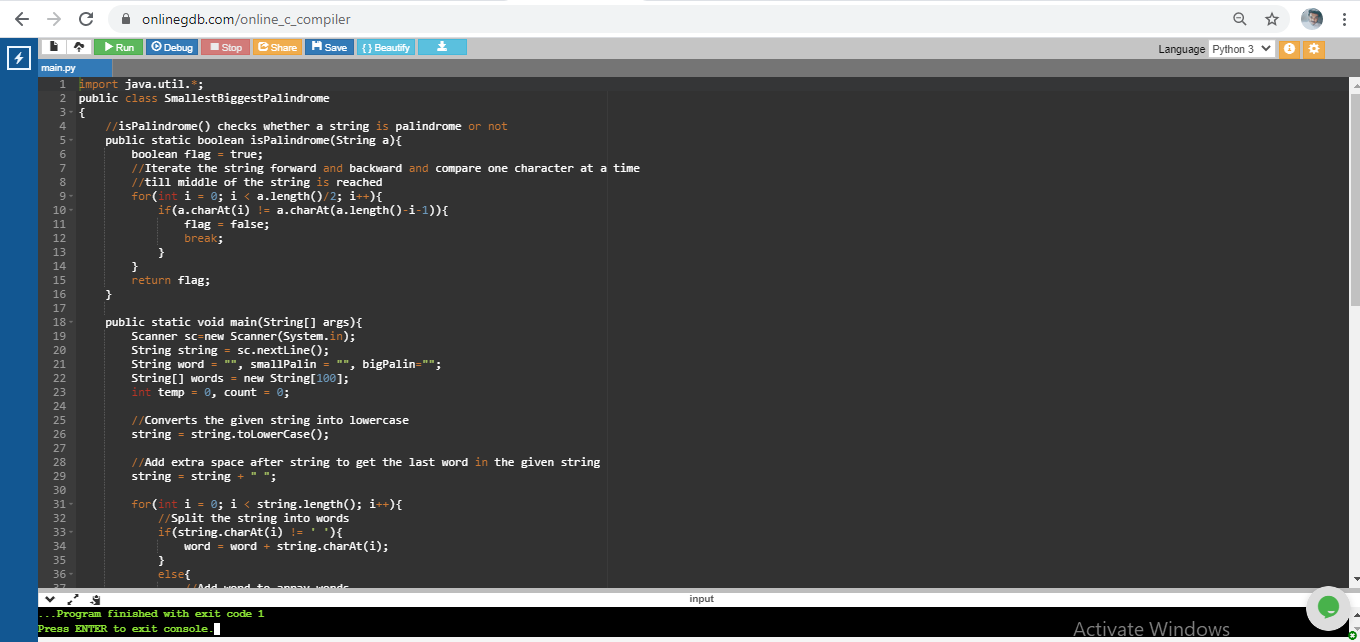 onlinegdb.com/online_c_compiler
Run Debug Stop Share Save { } Beautify
Language Python 3
main.py
1 import java.util.*;
2 public class SmallestBiggestPalindrome
3 {
4 //isPalindrome() checks whether a string is palindrome or not
5 public static boolean isPalindrome(String a){
6 boolean flag = true;
7 //Iterate the string forward and backward and compare one character at a time
8 //till middle of the string is reached
9 for(int i = 0; i < a.length()/2; i++){
10 if(a.charAt(i) != a.charAt(a.length()-i-1)){
11 flag = false;
12 break;
13 }
14 }
15 return flag;
16 }
17
18 public static void main(String[] args){
19 Scanner sc=new Scanner(System.in);
20 String string = sc.nextLine();
21 String word = "", smallPalin = "", bigPalin="";
22 String[] words = new String[100];
23 int temp = 0, count = 0;
24
25 //Converts the given string into lowercase
26 string = string.toLowerCase();
27
28 //Add extra space after string to get the last word in the given string
29 string = string + " ";
30
31 for(int i = 0; i < string.length(); i++){
32 //Split the string into words
33 if(string.charAt(i) != ' '){
34 word = word + string.charAt(i);
35 }
36 else{
37 //Add word to array words
input
...Program finished with exit code 1
Press ENTER to exit console.
Activate Windows